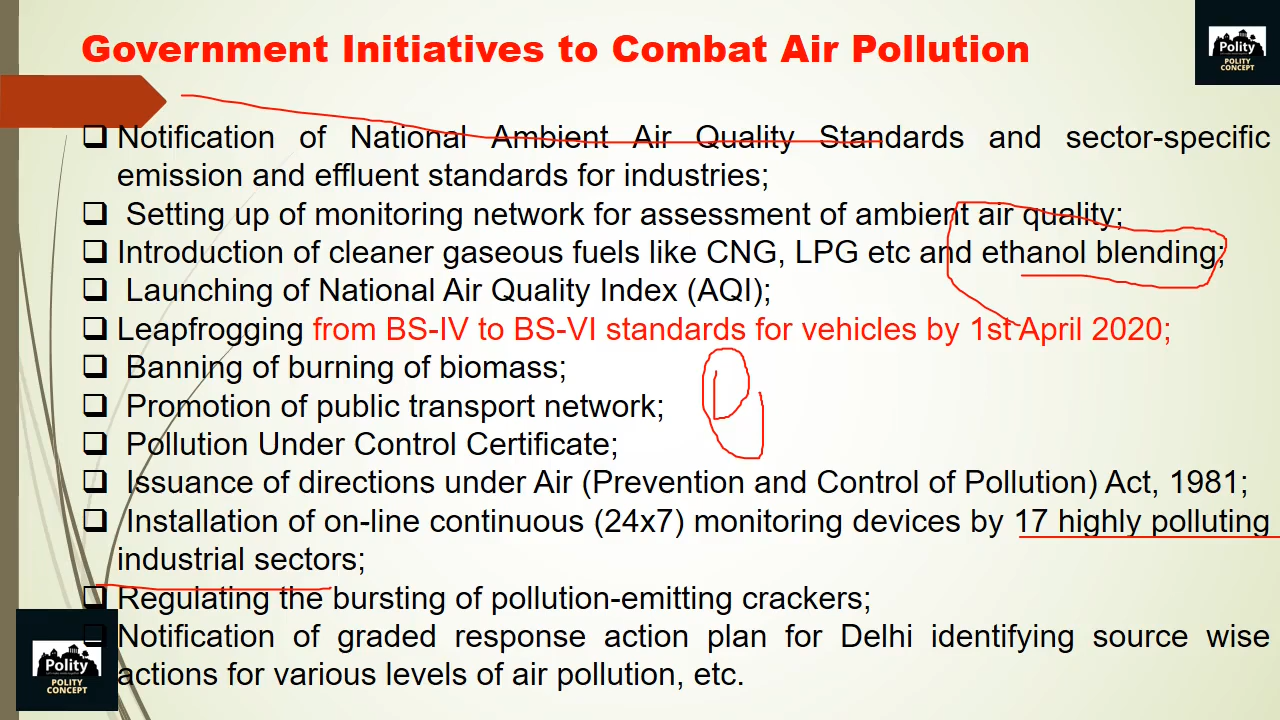 Government Initiatives to Combat Air Pollution
Polity
POLITY
CONCEPT
❑ Notification of National Ambient Air Quality Standards and sector-specific
emission and effluent standards for industries;
❑ Setting up of monitoring network for assessment of ambient air quality;
❑ Introduction of cleaner gaseous fuels like CNG, LPG etc and ethanol blending;
❑ Launching of National Air Quality Index (AQI);
❑ Leapfrogging from BS-IV to BS-VI standards for vehicles by 1st April 2020;
❑ Banning of burning of biomass;
❑ Promotion of public transport network;
❑ Pollution Under Control Certificate;
❑ Issuance of directions under Air (Prevention and Control of Pollution) Act, 1981;
❑ Installation of on-line continuous (24x7) monitoring devices by 17 highly polluting
industrial sectors;
❑ Regulating the bursting of pollution-emitting crackers;
❑ Notification of graded response action plan for Delhi identifying source wise
actions for various levels of air pollution, etc.
Polity
POLITY
CONCEPT